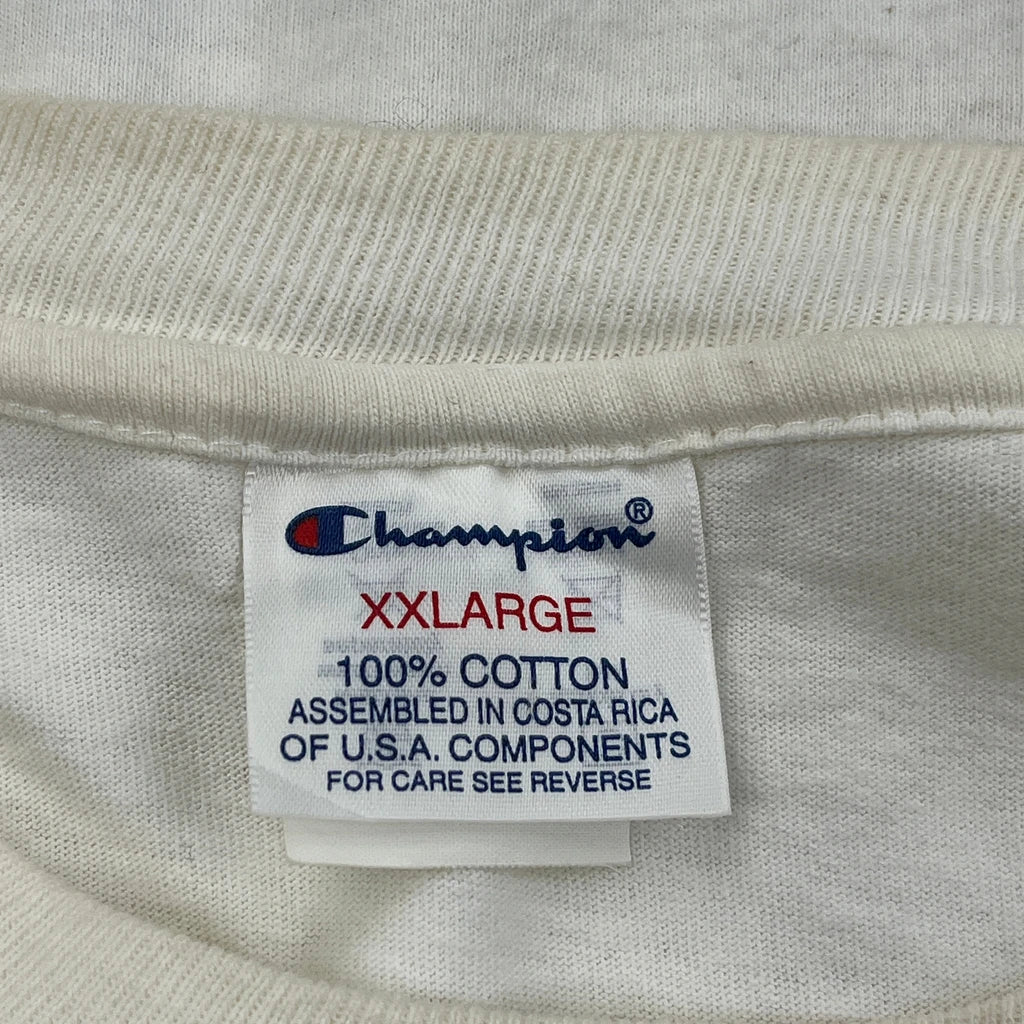 Champion®
XXLARGE
100% COTTON
ASSEMBLED IN COSTA RICA
OF U.S.A. COMPONENTS
FOR CARE SEE REVERSE